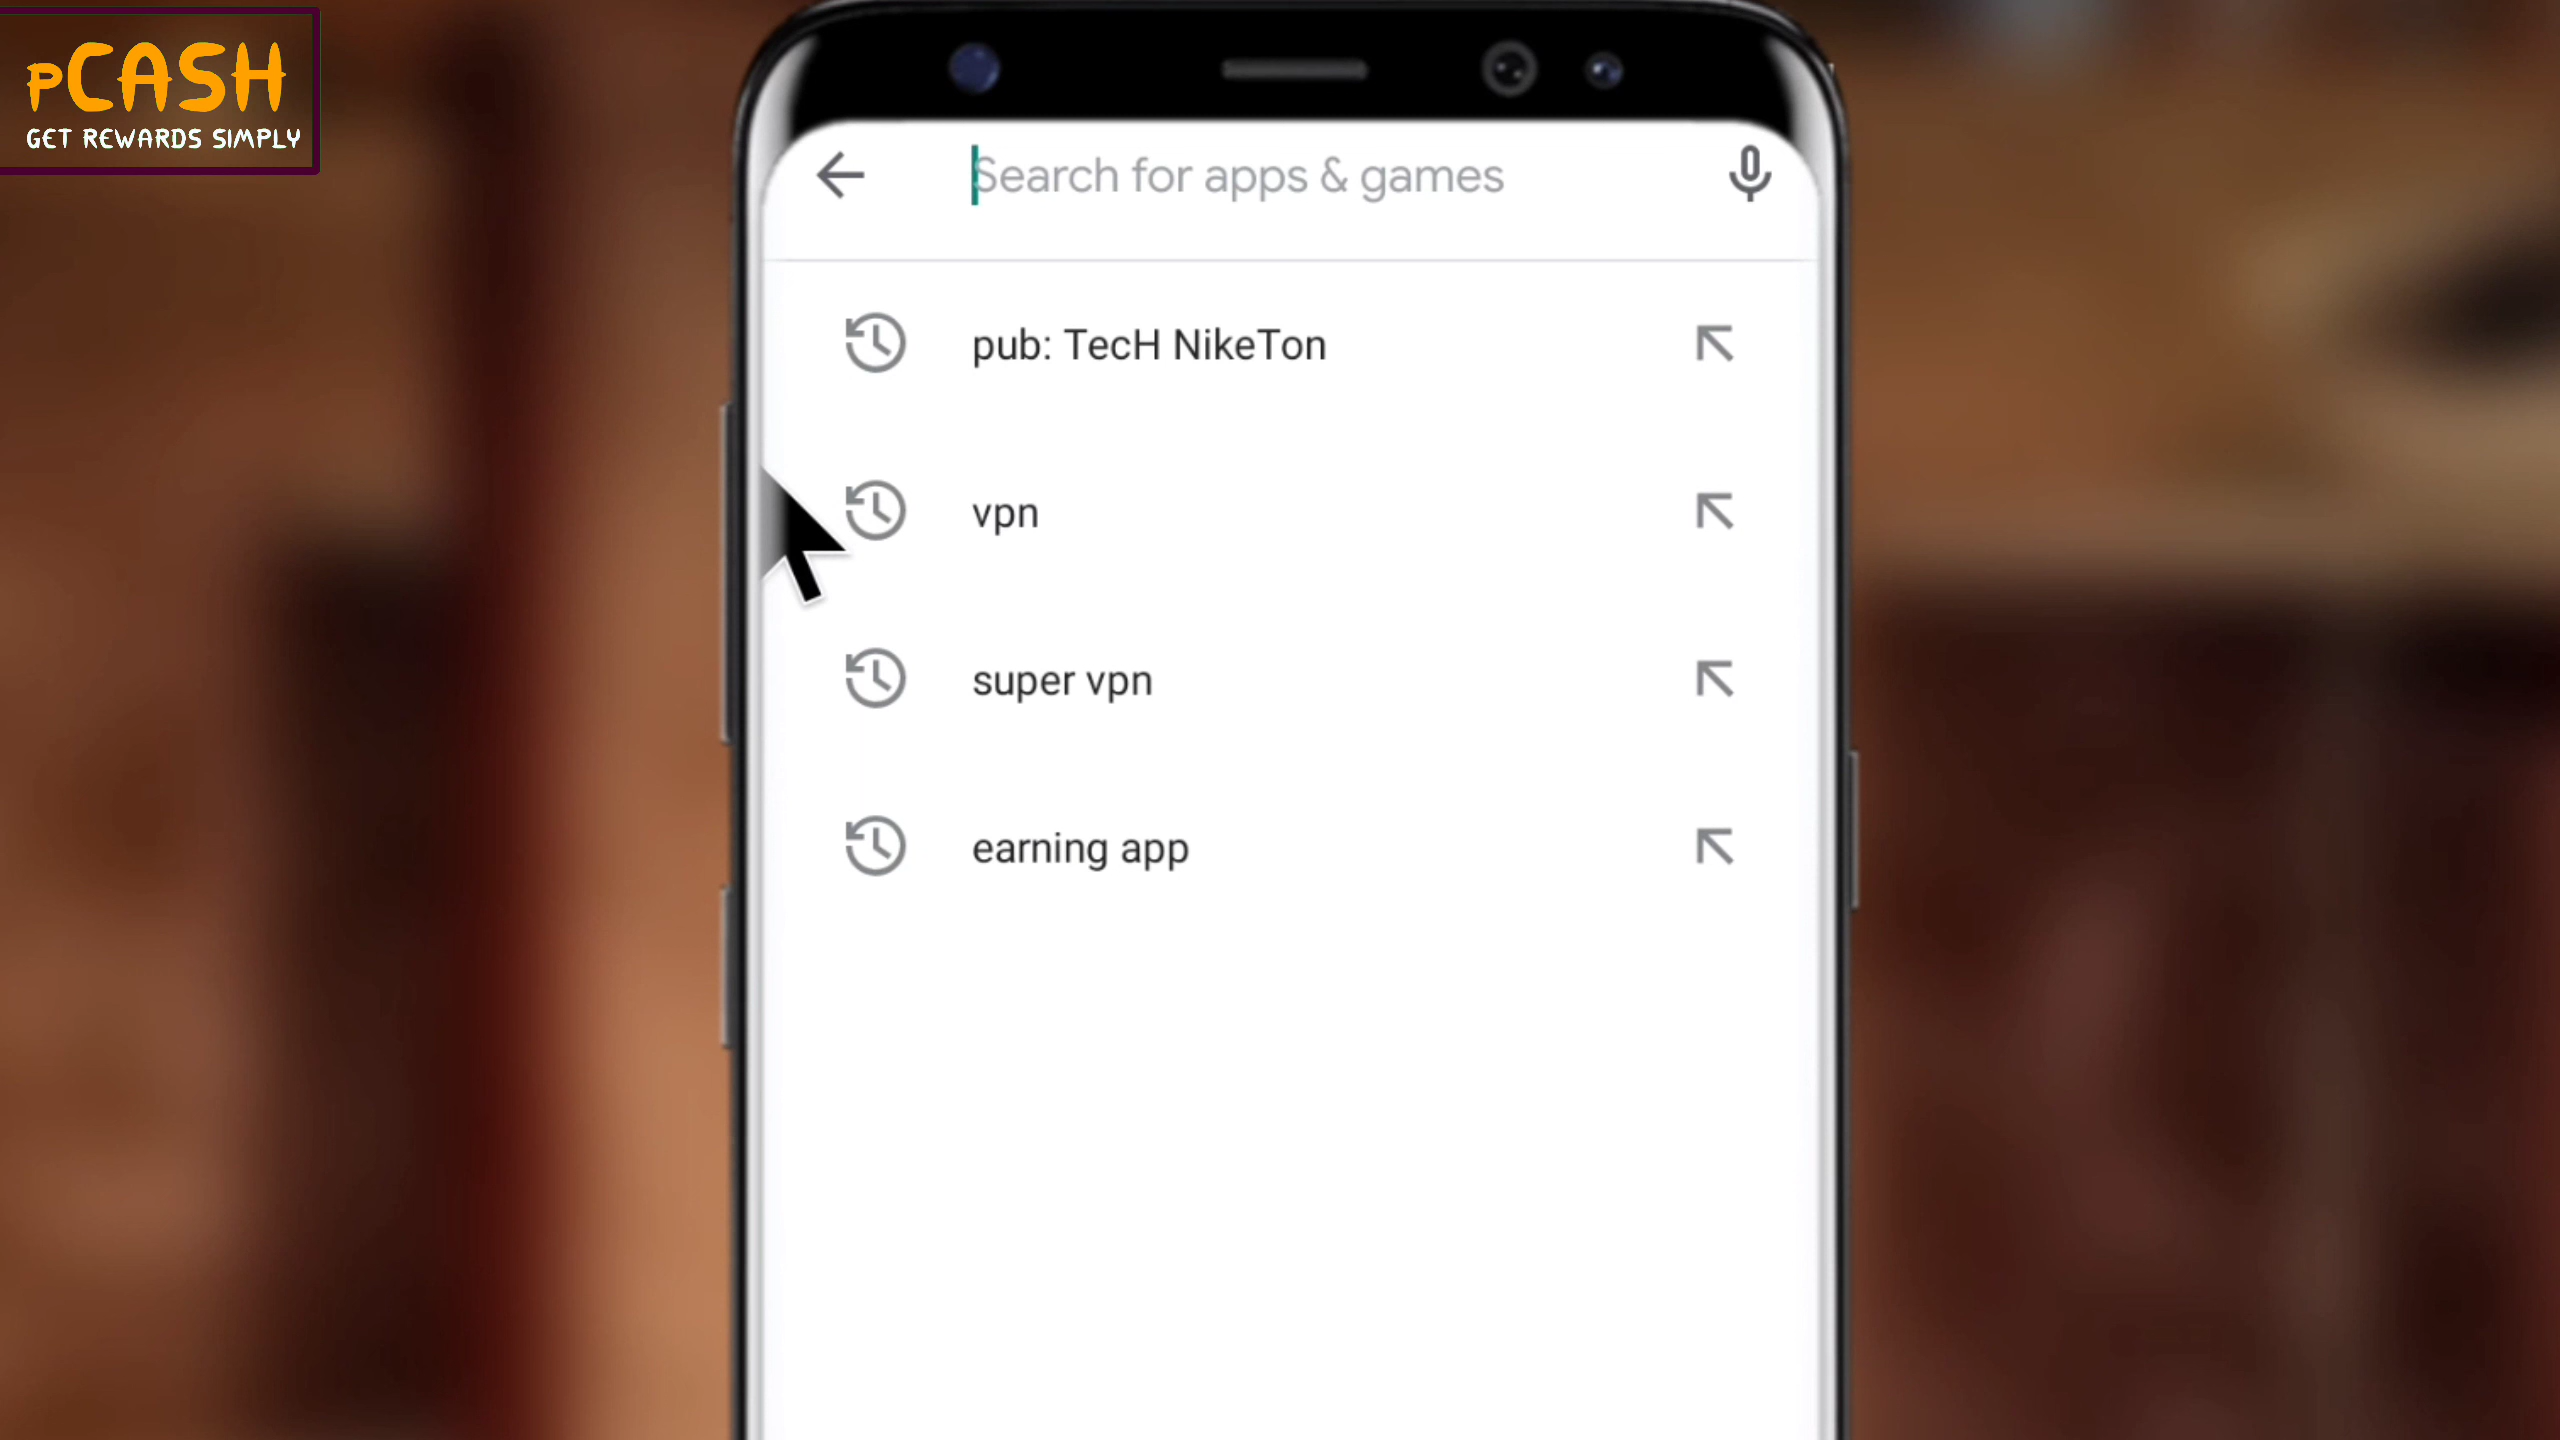 pCASH
GET REWARDS SIMPLY
Search for apps & games
pub: TecH NikeTon
vpn
super vpn
earning app